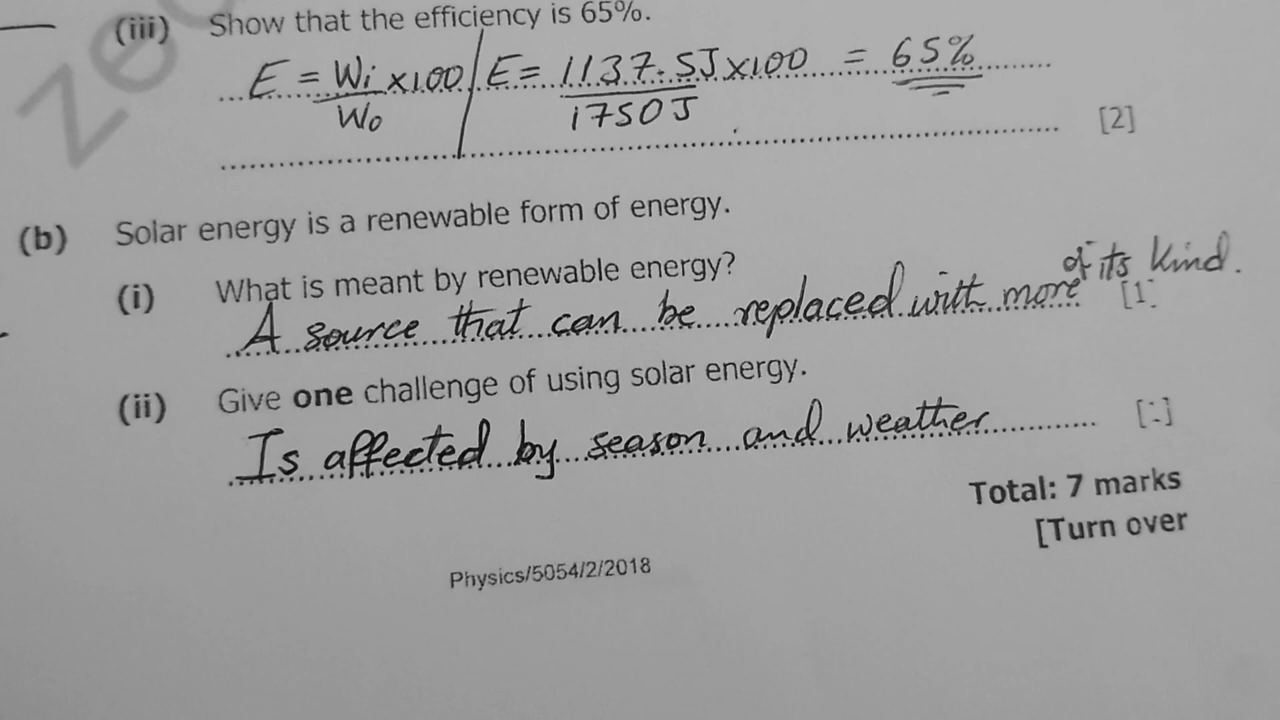 (iii) Show that the efficiency is 65%.
E = Wi x100 / E = 1137.5J x100 = 65%
Wo 1750J
[2]
(b) Solar energy is a renewable form of energy.
(i) What is meant by renewable energy?
of its kind.
A source that can be replaced with more [1]
(ii) Give one challenge of using solar energy.
Is affected by season and weather
Total: 7 marks
[Turn over
Physics/5054/2/2018